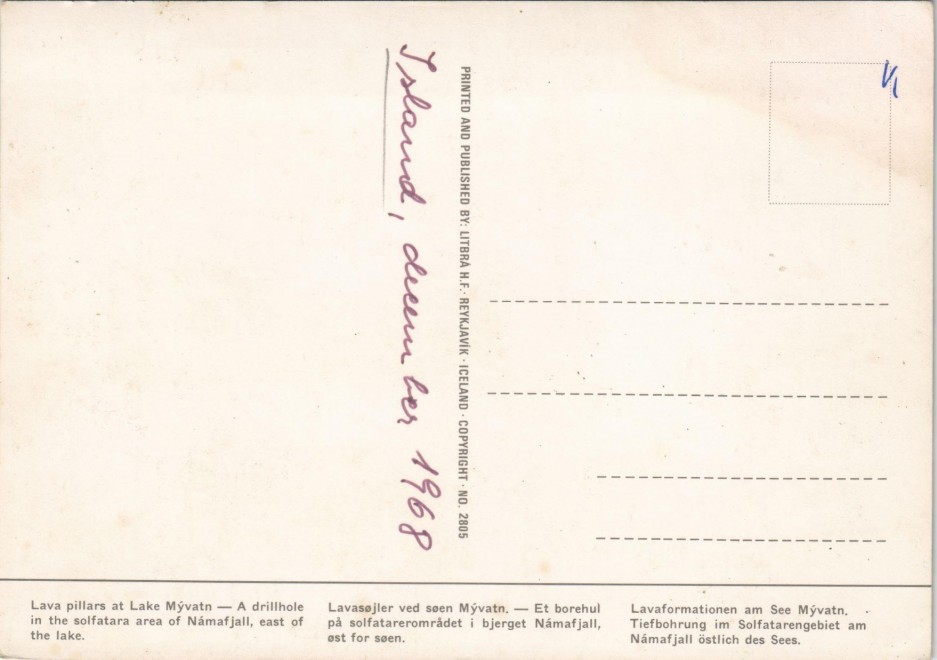 Island, december 1968
PRINTED AND PUBLISHED BY: LITBRÁ H.F. · REYKJAVÍK · ICELAND · COPYRIGHT · NO. 2805
Lava pillars at Lake Mývatn — A drillhole
in the solfatara area of Námafjall, east of
the lake.
Lavasøjler ved søen Mývatn. — Et borehul
på solfatarerområdet i bjerget Námafjall,
øst for søen.
Lavaformationen am See Mývatn.
Tiefbohrung im Solfatarengebiet am
Námafjall östlich des Sees.